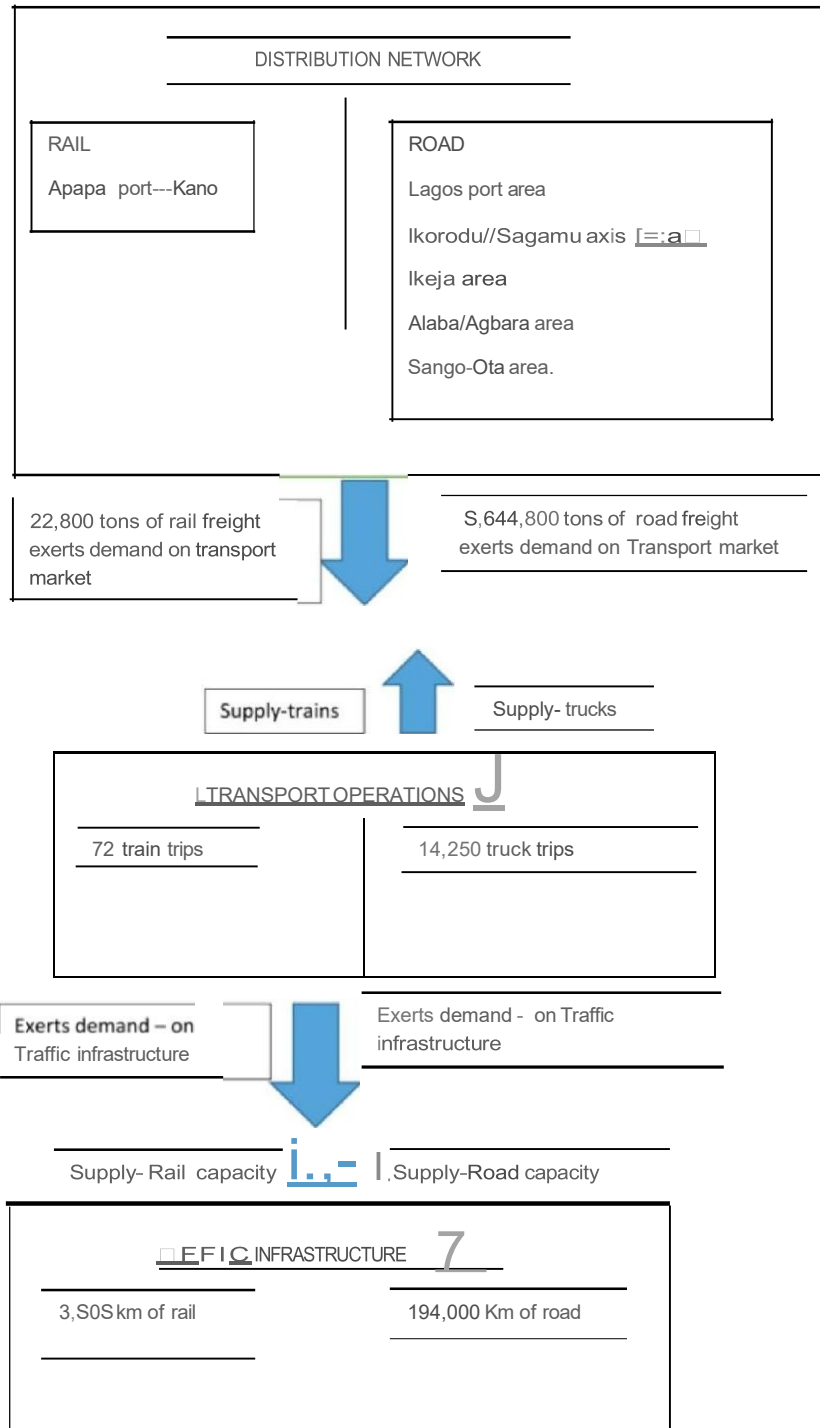 DISTRIBUTION NETWORK
RAIL
Apapa port---Kano
ROAD
Lagos port area
Ikorodu//Sagamu axis [=:a□
Ikeja area
Alaba/Agbara area
Sango-Ota area.
22,800 tons of rail freight
exerts demand on transport
market
S,644,800 tons of road freight
exerts demand on Transport market
Supply-trains
Supply- trucks
LTRANSPORT OPERATIONS J
72 train trips
14,250 truck trips
Exerts demand – on
Traffic infrastructure
Exerts demand - on Traffic
infrastructure
Supply- Rail capacity i.,- I.Supply-Road capacity
□EFIC INFRASTRUCTURE 7
3,S0S km of rail
194,000 Km of road